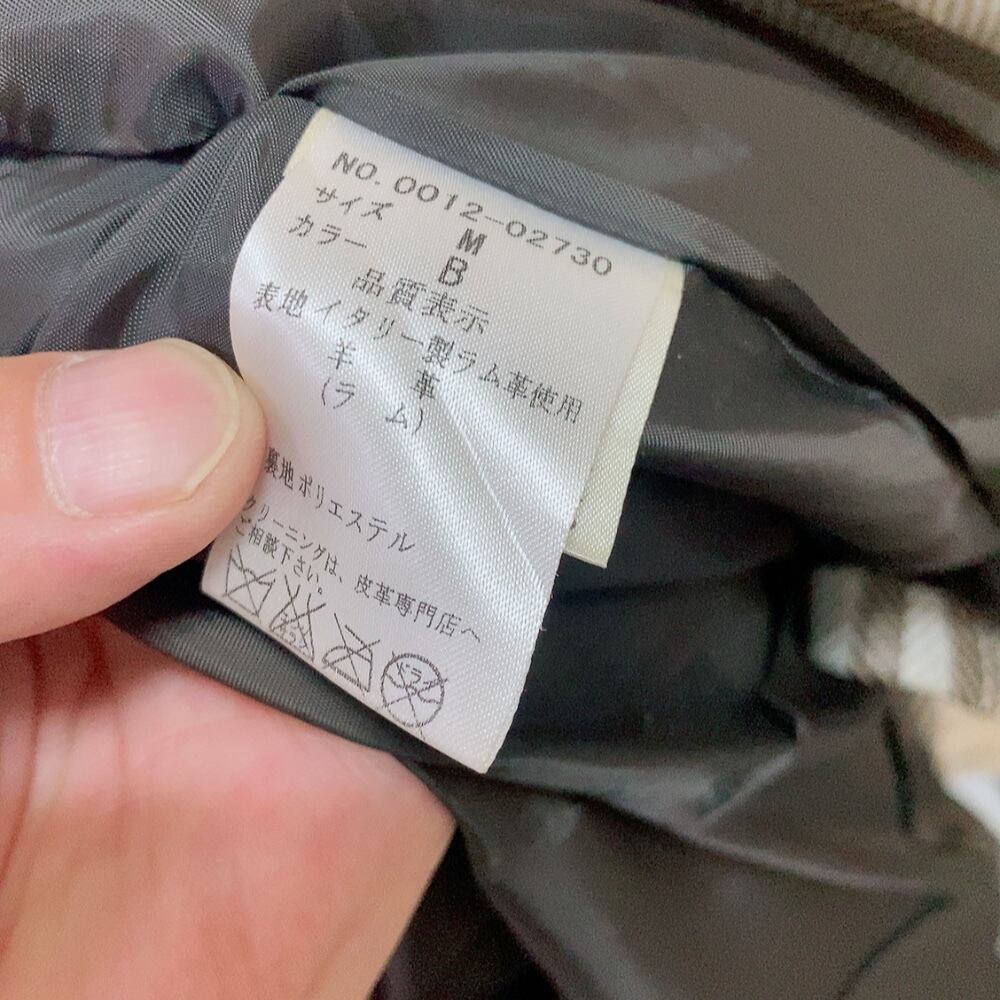 NO. 0012-02730
サイズ M
カラー B
品質表示
表地 イタリー製ラム革使用
羊 革
(ラ ム)
裏地 ポリエステル
クリーニングは、皮革専門店へ
ご相談下さい。
ドライ